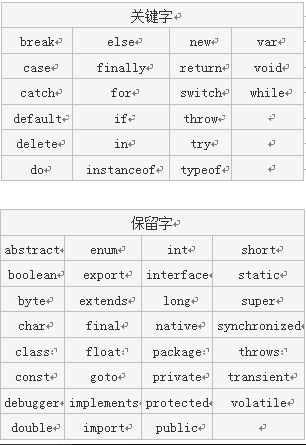 关键字
break else new var
case finally return void
catch for switch while
default if throw
delete in try
do instanceof typeof
保留字
abstract enum int short
boolean export interface static
byte extends long super
char final native synchronized
class float package throws
const goto private transient
debugger implements protected volatile
double import public